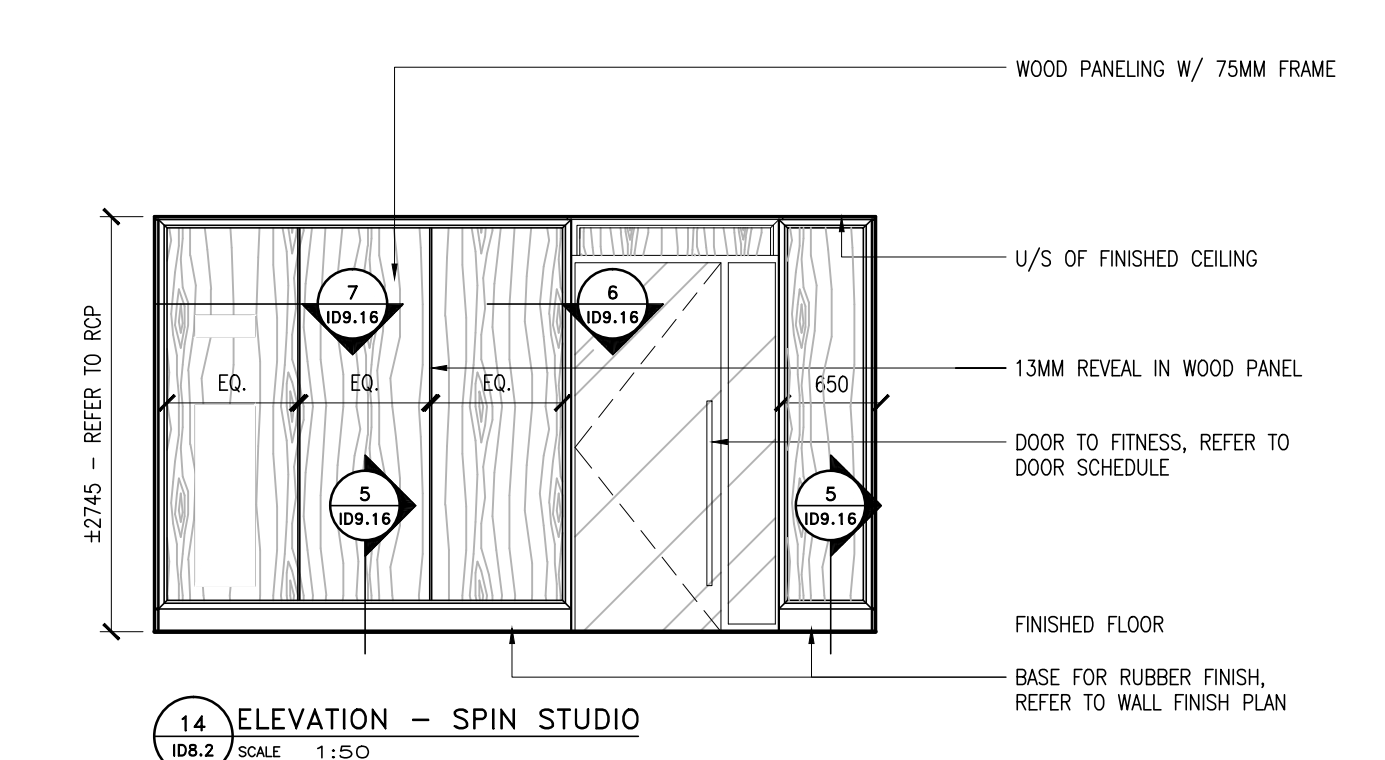 WOOD PANELING W/ 75MM FRAME
U/S OF FINISHED CEILING
7
ID9.16
6
ID9.16
±2745 – REFER TO RCP
13MM REVEAL IN WOOD PANEL
EQ.
EQ.
EQ.
650
DOOR TO FITNESS, REFER TO
DOOR SCHEDULE
5
ID9.16
5
ID9.16
FINISHED FLOOR
BASE FOR RUBBER FINISH,
REFER TO WALL FINISH PLAN
14
ID8.2
ELEVATION – SPIN STUDIO
SCALE 1:50